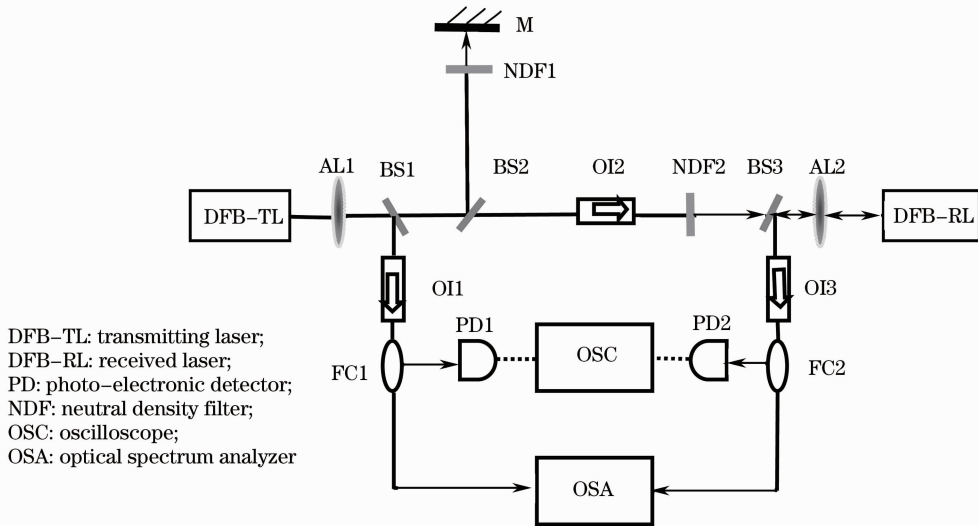 M
NDF1
AL1
BS1
BS2
OI2
NDF2
BS3
AL2
DFB-TL
DFB-RL
OI1
OI3
PD1
PD2
OSC
FC1
FC2
OSA
DFB-TL: transmitting laser;
DFB-RL: received laser;
PD: photo-electronic detector;
NDF: neutral density filter;
OSC: oscilloscope;
OSA: optical spectrum analyzer